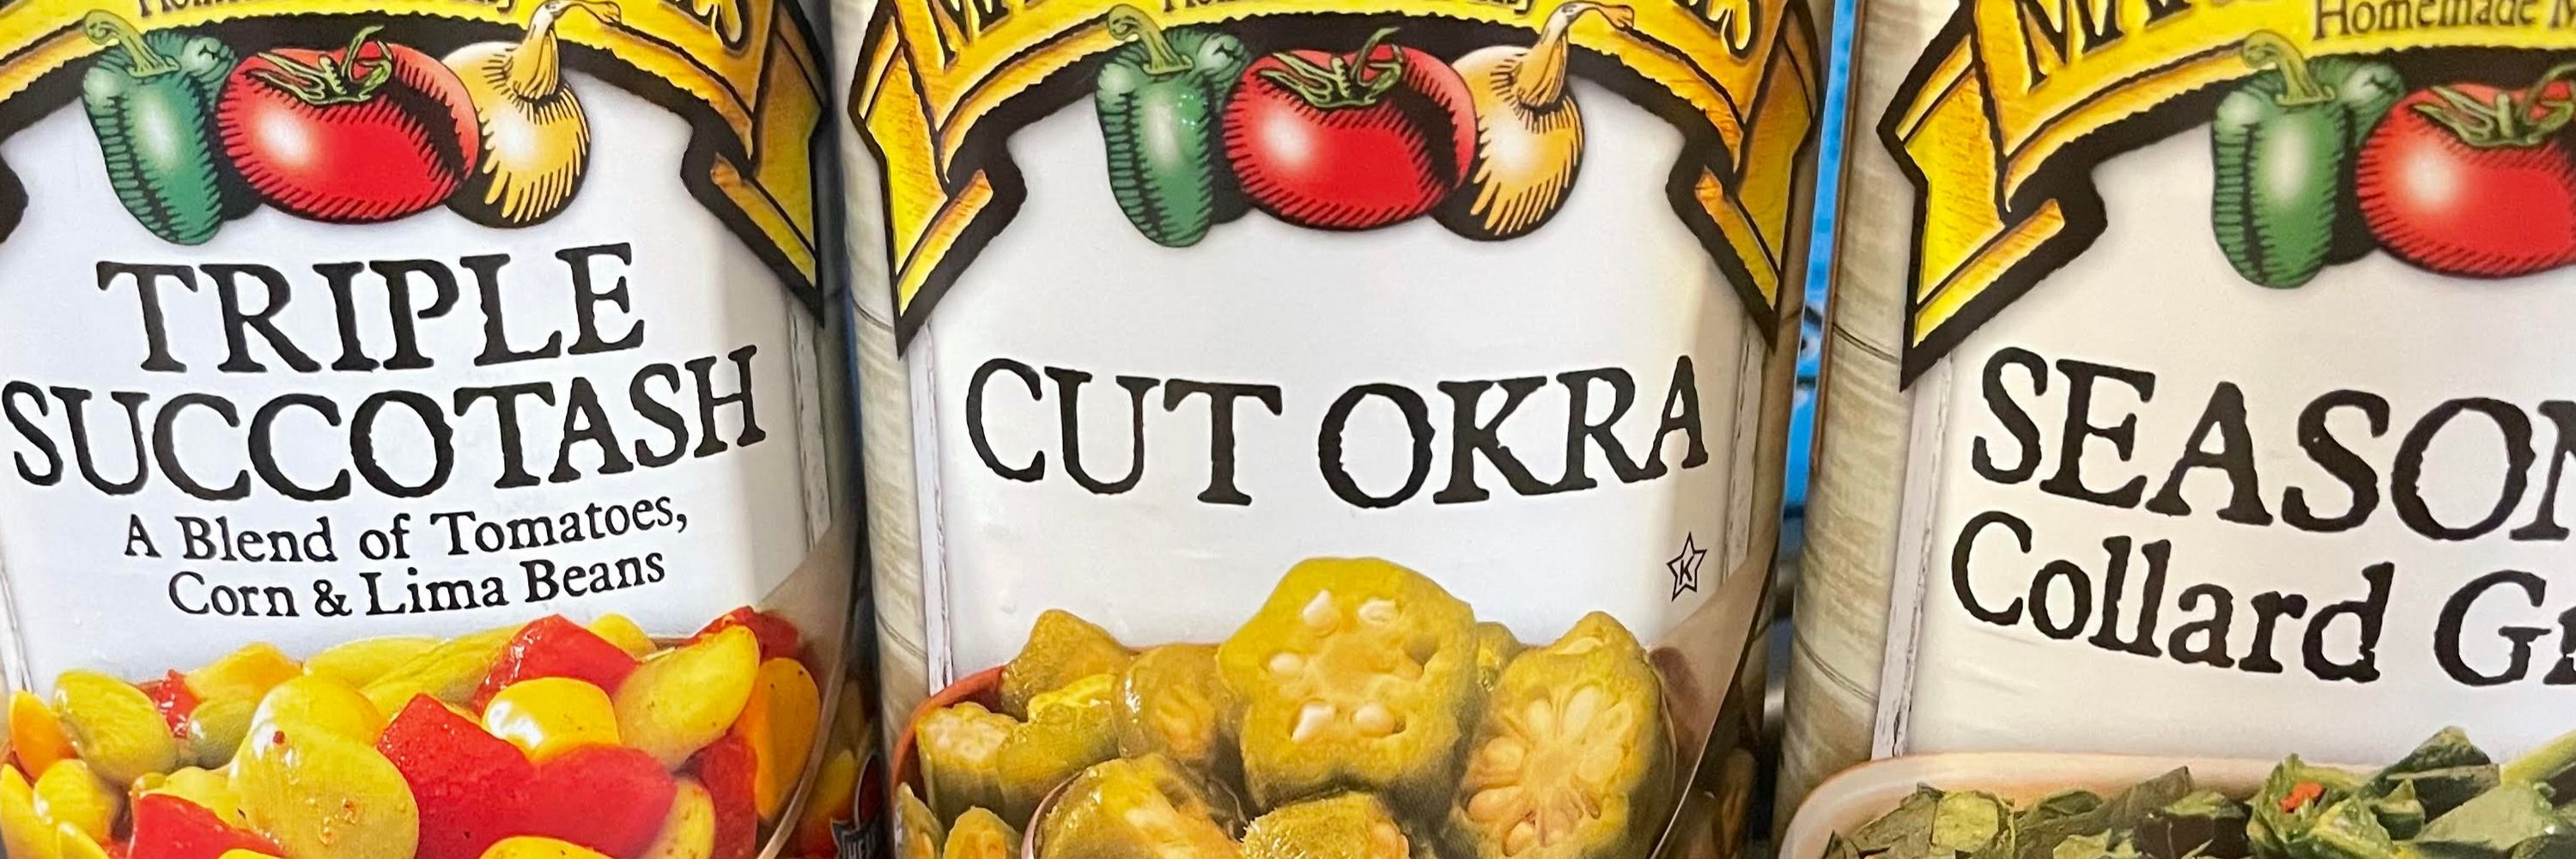 TRIPLE
SUCCOTASH
A Blend of Tomatoes,
Corn & Lima Beans
CUT OKRA
K
Homemade
SEASON
Collard G